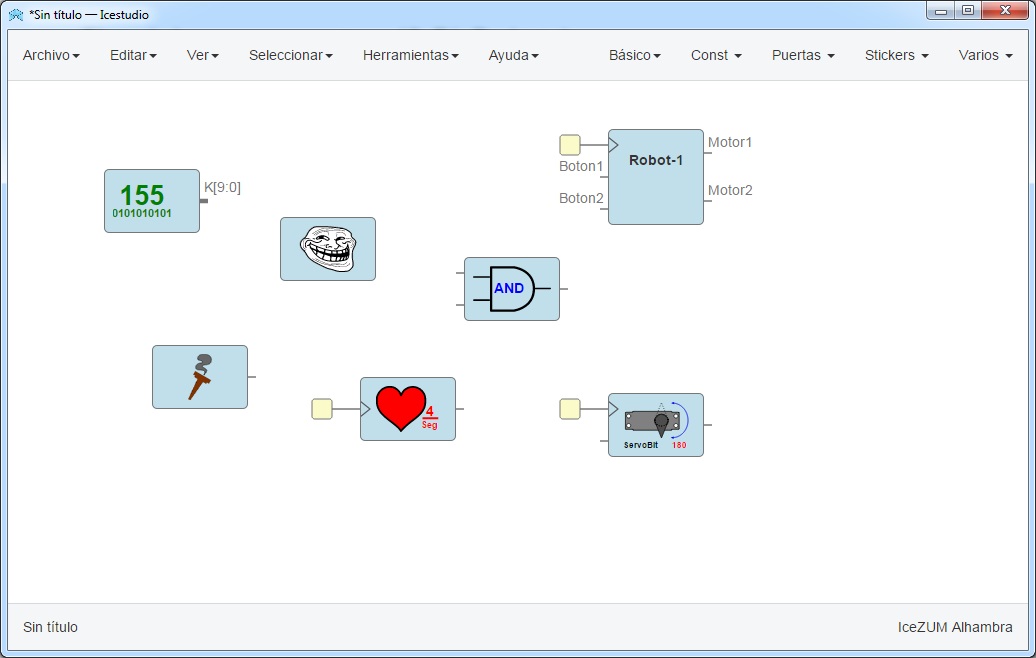 *Sin título — Icestudio
Archivo Editar Ver Seleccionar Herramientas Ayuda Básico Const Puertas Stickers Varios
Motor1
Robot-1
Boton1
155
K[9:0]
Motor2
Boton2
0101010101
AND
4
Seg
ServoBit 180
Sin título IceZUM Alhambra